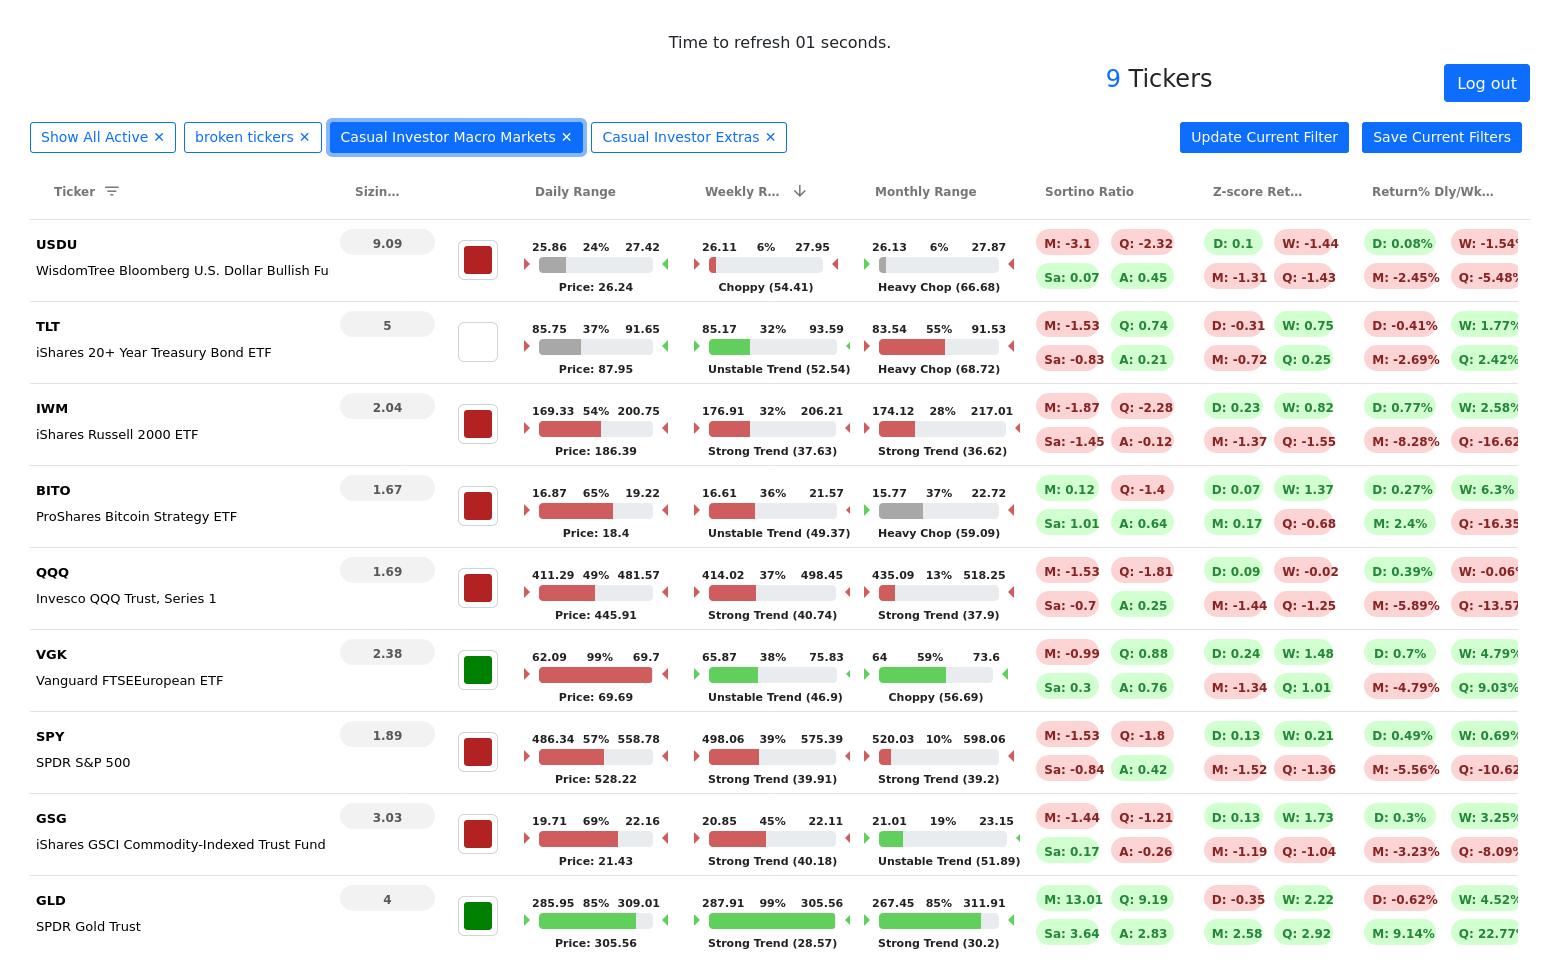 Time to refresh 01 seconds.
9 Tickers
Log out
Show All Active ✕ broken tickers ✕ Casual Investor Macro Markets ✕ Casual Investor Extras ✕ Update Current Filter Save Current Filters
Ticker Sizin… Daily Range Weekly R… Monthly Range Sortino Ratio Z-score Ret… Return% Dly/Wk…
USDU 9.09 25.86 24% 27.42 26.11 6% 27.95 26.13 6% 27.87 M: -3.1 Q: -2.32 D: 0.1 W: -1.44 D: 0.08% W: -1.54%
WisdomTree Bloomberg U.S. Dollar Bullish Fu Price: 26.24 Choppy (54.41) Heavy Chop (66.68) Sa: 0.07 A: 0.45 M: -1.31 Q: -1.43 M: -2.45% Q: -5.48%
TLT 5 85.75 37% 91.65 85.17 32% 93.59 83.54 55% 91.53 M: -1.53 Q: 0.74 D: -0.31 W: 0.75 D: -0.41% W: 1.77%
iShares 20+ Year Treasury Bond ETF Price: 87.95 Unstable Trend (52.54) Heavy Chop (68.72) Sa: -0.83 A: 0.21 M: -0.72 Q: 0.25 M: -2.69% Q: 2.42%
IWM 2.04 169.33 54% 200.75 176.91 32% 206.21 174.12 28% 217.01 M: -1.87 Q: -2.28 D: 0.23 W: 0.82 D: 0.77% W: 2.58%
iShares Russell 2000 ETF Price: 186.39 Strong Trend (37.63) Strong Trend (36.62) Sa: -1.45 A: -0.12 M: -1.37 Q: -1.55 M: -8.28% Q: -16.62
BITO 1.67 16.87 65% 19.22 16.61 36% 21.57 15.77 37% 22.72 M: 0.12 Q: -1.4 D: 0.07 W: 1.37 D: 0.27% W: 6.3%
ProShares Bitcoin Strategy ETF Price: 18.4 Unstable Trend (49.37) Heavy Chop (59.09) Sa: 1.01 A: 0.64 M: 0.17 Q: -0.68 M: 2.4% Q: -16.35
QQQ 1.69 411.29 49% 481.57 414.02 37% 498.45 435.09 13% 518.25 M: -1.53 Q: -1.81 D: 0.09 W: -0.02 D: 0.39% W: -0.06%
Invesco QQQ Trust, Series 1 Price: 445.91 Strong Trend (40.74) Strong Trend (37.9) Sa: -0.7 A: 0.25 M: -1.44 Q: -1.25 M: -5.89% Q: -13.57
VGK 2.38 62.09 99% 69.7 65.87 38% 75.83 64 59% 73.6 M: -0.99 Q: 0.88 D: 0.24 W: 1.48 D: 0.7% W: 4.79%
Vanguard FTSEEuropean ETF Price: 69.69 Unstable Trend (46.9) Choppy (56.69) Sa: 0.3 A: 0.76 M: -1.34 Q: 1.01 M: -4.79% Q: 9.03%
SPY 1.89 486.34 57% 558.78 498.06 39% 575.39 520.03 10% 598.06 M: -1.53 Q: -1.8 D: 0.13 W: 0.21 D: 0.49% W: 0.69%
SPDR S&P 500 Price: 528.22 Strong Trend (39.91) Strong Trend (39.2) Sa: -0.84 A: 0.42 M: -1.52 Q: -1.36 M: -5.56% Q: -10.62
GSG 3.03 19.71 69% 22.16 20.85 45% 22.11 21.01 19% 23.15 M: -1.44 Q: -1.21 D: 0.13 W: 1.73 D: 0.3% W: 3.25%
iShares GSCI Commodity-Indexed Trust Fund Price: 21.43 Strong Trend (40.18) Unstable Trend (51.89) Sa: 0.17 A: -0.26 M: -1.19 Q: -1.04 M: -3.23% Q: -8.09%
GLD 4 285.95 85% 309.01 287.91 99% 305.56 267.45 85% 311.91 M: 13.01 Q: 9.19 D: -0.35 W: 2.22 D: -0.62% W: 4.52%
SPDR Gold Trust Price: 305.56 Strong Trend (28.57) Strong Trend (30.2) Sa: 3.64 A: 2.83 M: 2.58 Q: 2.92 M: 9.14% Q: 22.77%